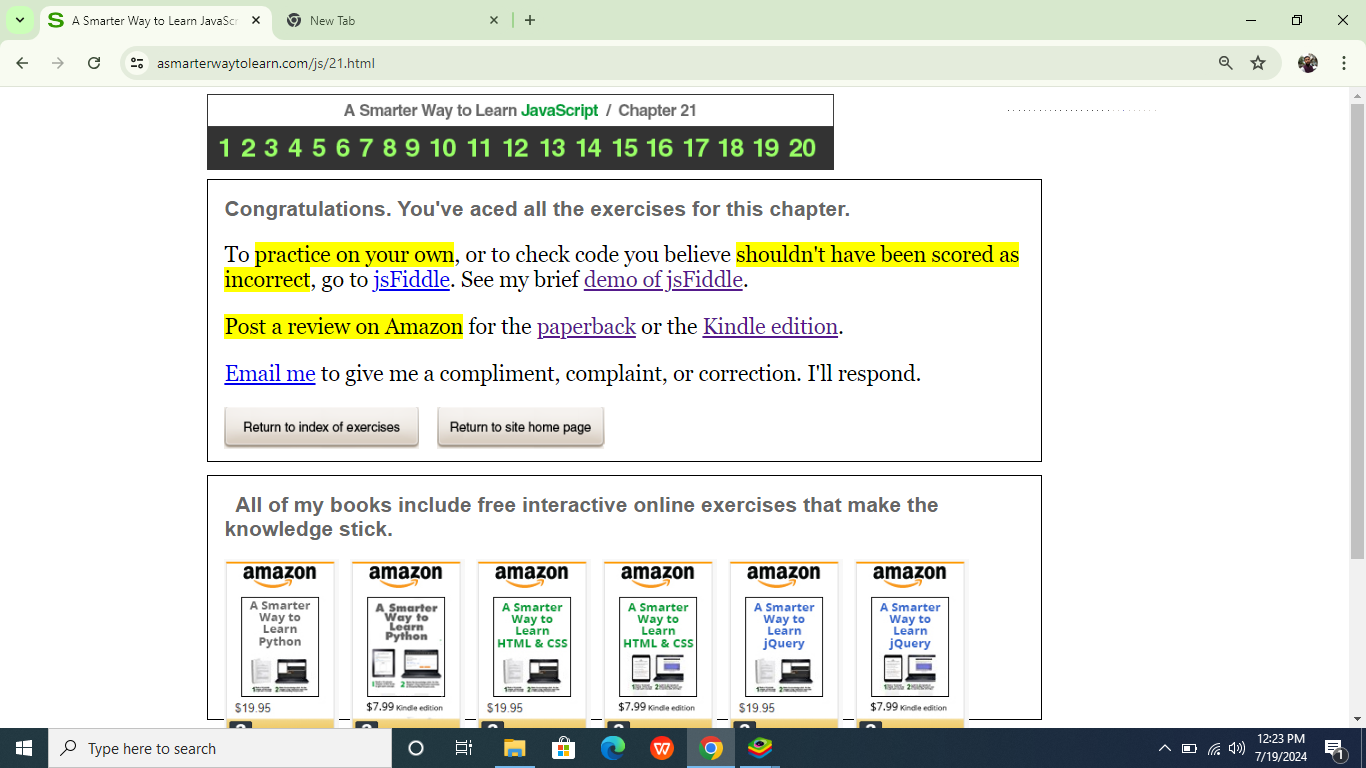 A Smarter Way to Learn JavaScr
New Tab
asmarterwaytolearn.com/js/21.html
A Smarter Way to Learn JavaScript / Chapter 21
1 2 3 4 5 6 7 8 9 10 11 12 13 14 15 16 17 18 19 20
Congratulations. You've aced all the exercises for this chapter.
To practice on your own, or to check code you believe shouldn't have been scored as
incorrect, go to jsFiddle. See my brief demo of jsFiddle.
Post a review on Amazon for the paperback or the Kindle edition.
Email me to give me a compliment, complaint, or correction. I'll respond.
Return to index of exercises Return to site home page
All of my books include free interactive online exercises that make the
knowledge stick.
amazon amazon amazon amazon amazon amazon
A Smarter A Smarter A Smarter A Smarter A Smarter A Smarter
Way to Way to Way to Way to Way to Way to
Learn Learn Learn Learn Learn Learn
Python Python HTML & CSS HTML & CSS jQuery jQuery
$19.95 $7.99 Kindle edition $19.95 $7.99 Kindle edition $19.95 $7.99 Kindle edition
Type here to search
12:23 PM
7/19/2024
1